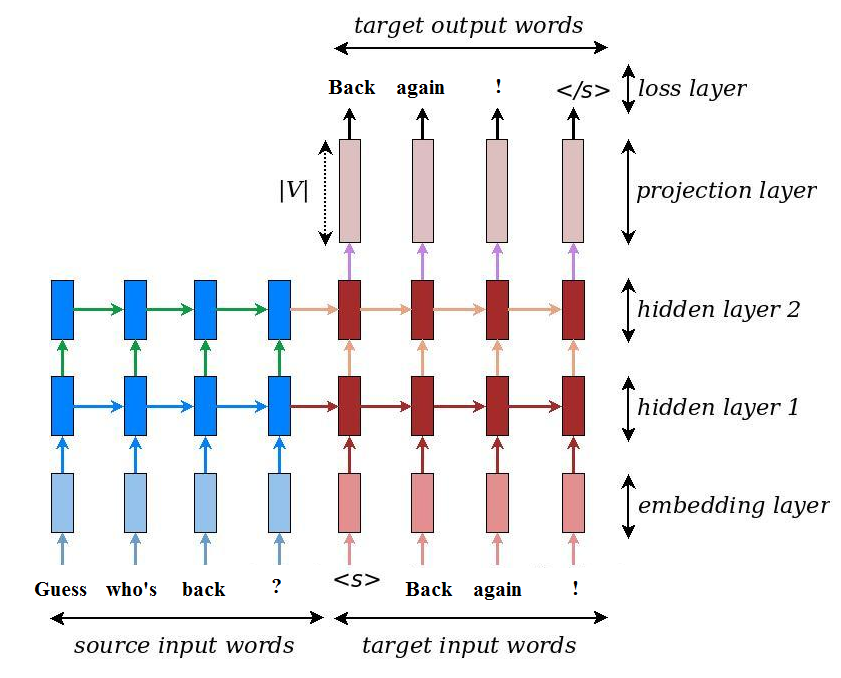 target output words
Back again ! </s> loss layer
|V| projection layer
hidden layer 2
hidden layer 1
embedding layer
Guess who's back ? <s> Back again !
source input words target input words